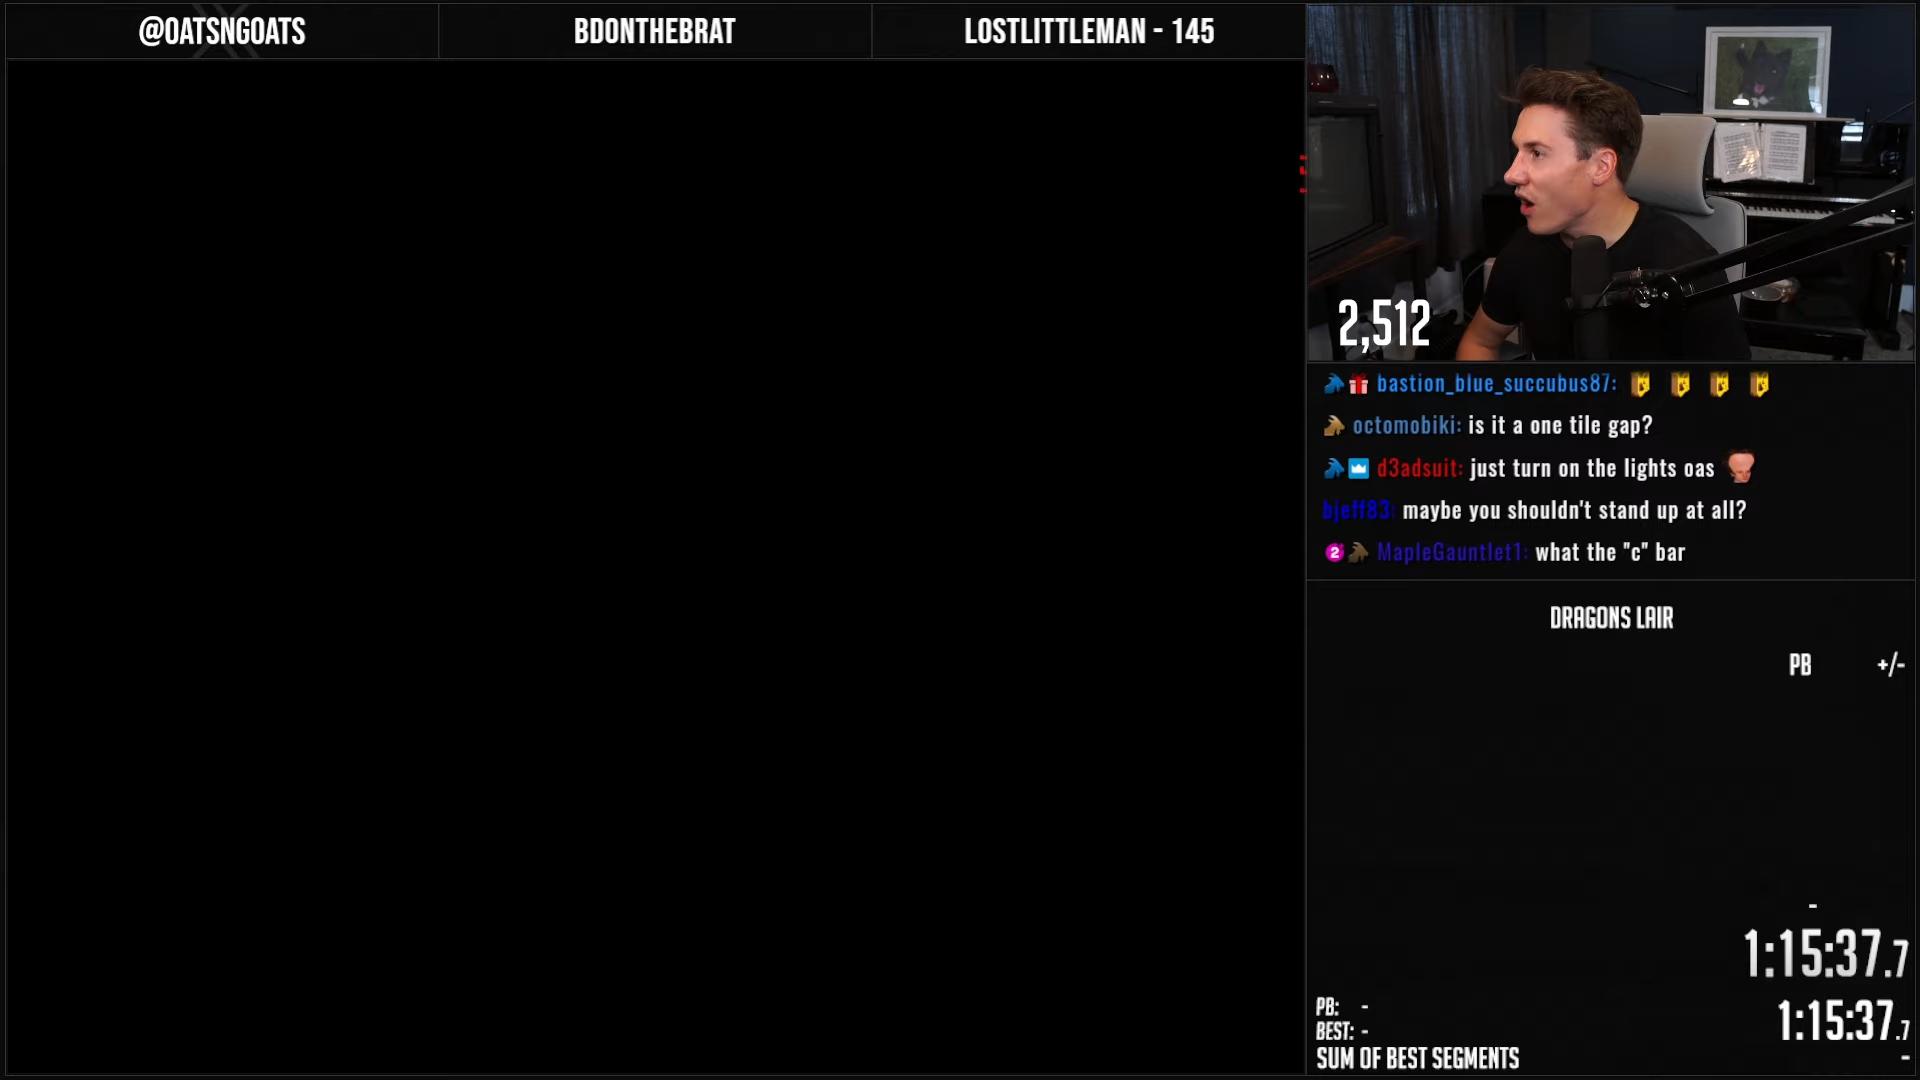 @OATSNGOATS
BDONTHEBRAT
LOSTLITTLEMAN - 145
2,512
bastion_blue_succubus87:
octomobiki: is it a one tile gap?
d3adsuit: just turn on the lights oas
bjeff83: maybe you shouldn't stand up at all?
2 MapleGauntlet1: what the "c" bar
DRAGONS LAIR
PB +/-
-
1:15:37.7
PB: -
1:15:37.7
BEST: -
SUM OF BEST SEGMENTS -